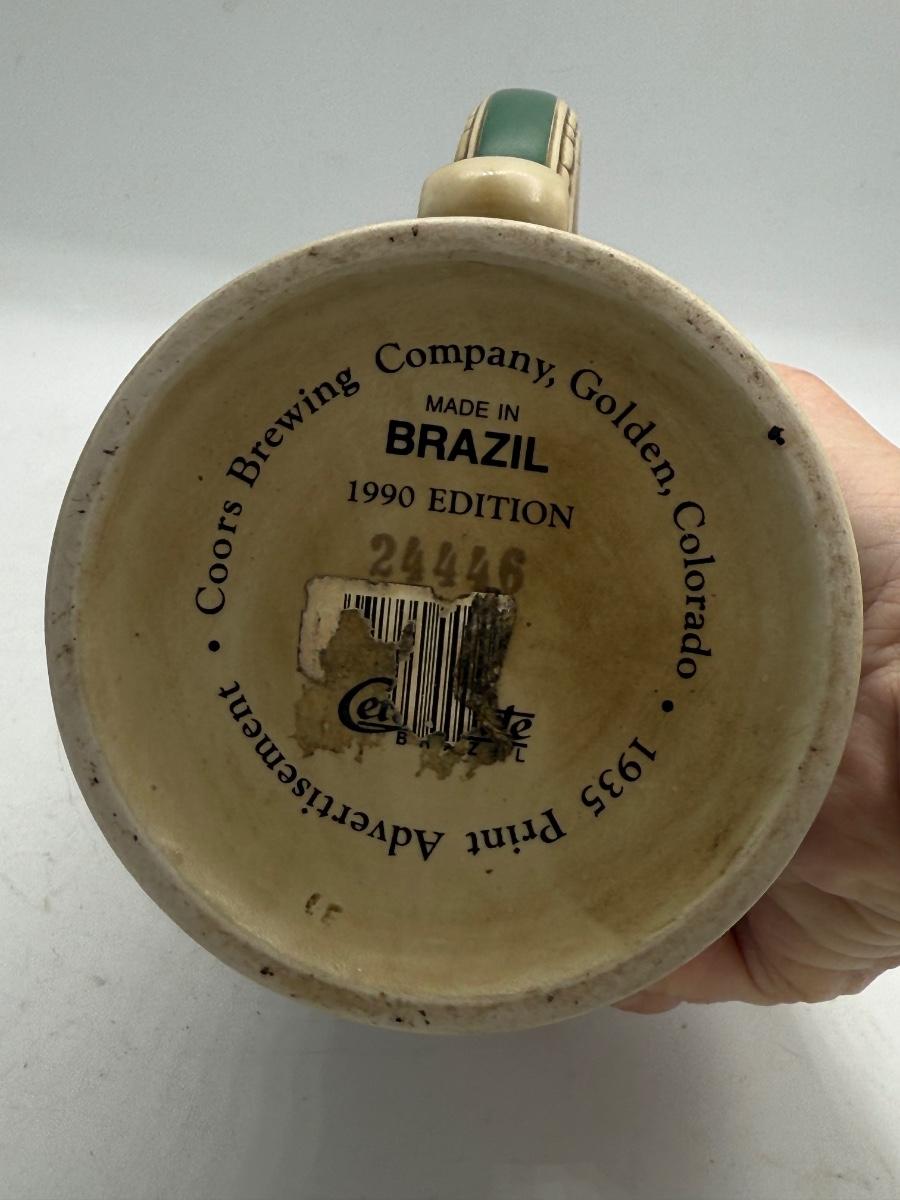 Coors Brewing Company, Golden, Colorado • 1935 Print Advertisement •
MADE IN
BRAZIL
1990 EDITION
24446